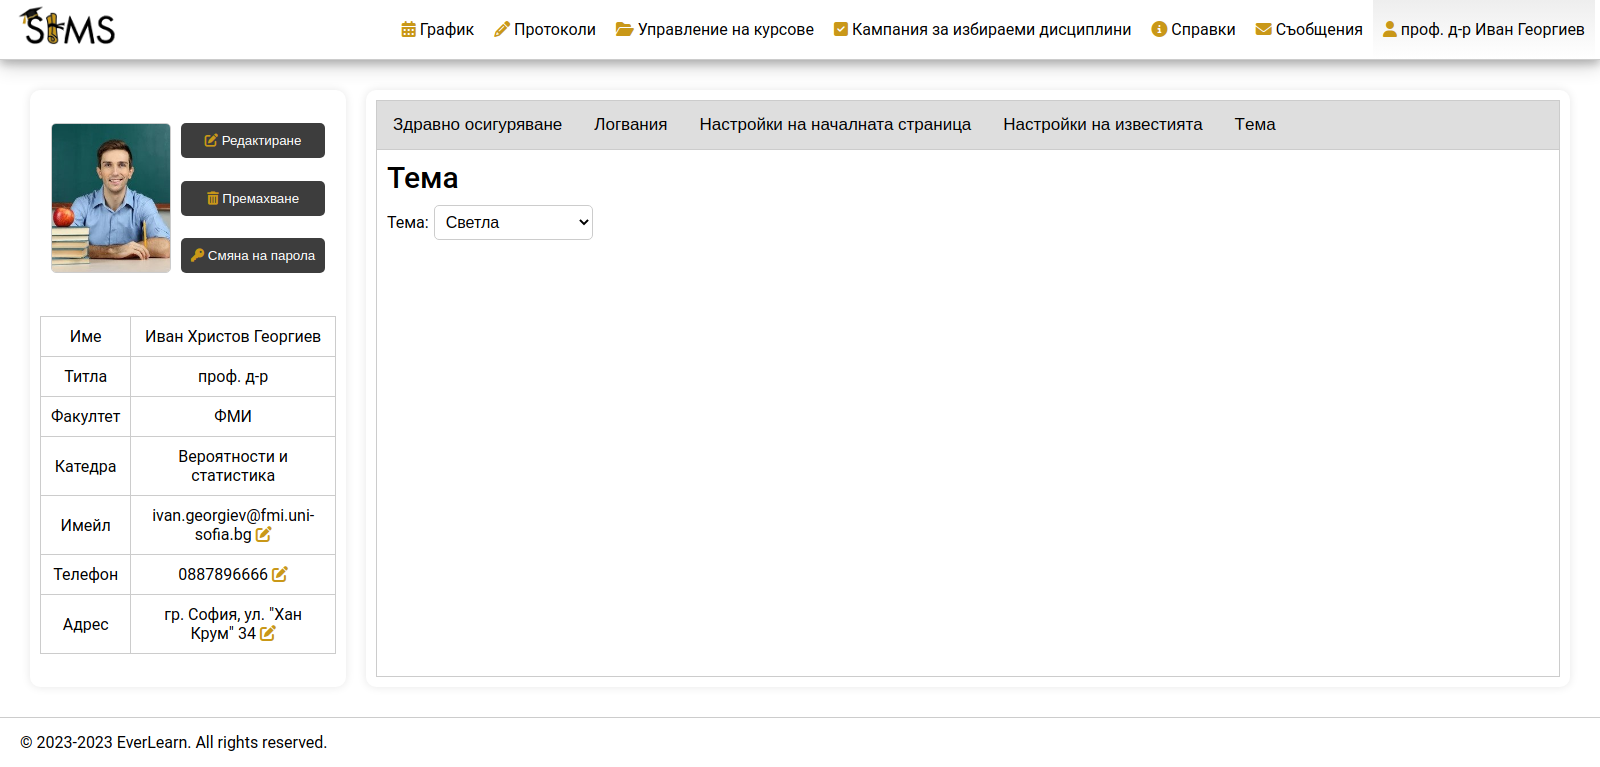 SIMS
График Протоколи Управление на курсове Кампания за избираеми дисциплини Справки Съобщения проф. д-р Иван Георгиев
Редактиране
Премахване
Смяна на парола
Име Иван Христов Георгиев
Титла проф. д-р
Факултет ФМИ
Катедра Вероятности и
статистика
Имейл ivan.georgiev@fmi.uni-
sofia.bg
Телефон 0887896666
Адрес гр. София, ул. "Хан
Крум" 34
Здравно осигуряване Логвания Настройки на началната страница Настройки на известията Тема
Тема
Тема: Светла
© 2023-2023 EverLearn. All rights reserved.